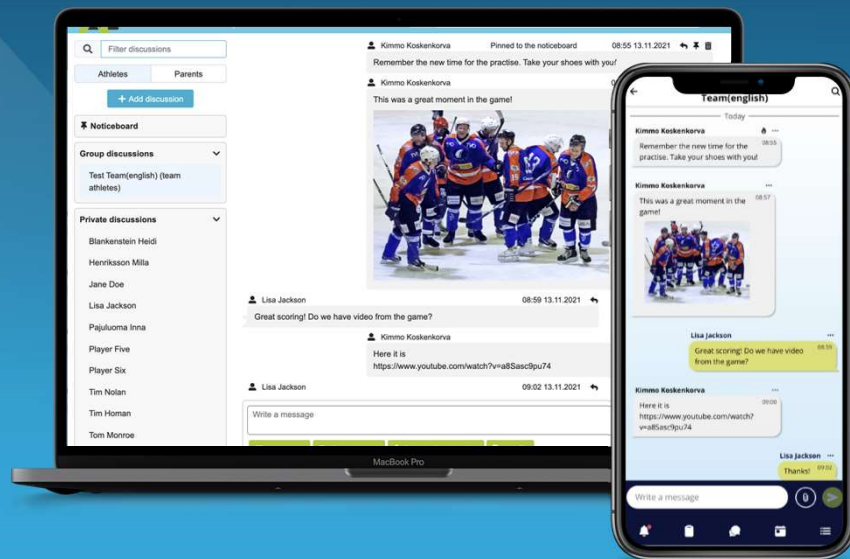 Filter discussions
Athletes
Parents
+ Add discussion
Noticeboard
Group discussions
Test Team(english) (team
athletes)
Private discussions
Blankenstein Heidi
Henriksson Milla
Jane Doe
Lisa Jackson
Pajuluoma Inna
Player Five
Player Six
Tim Nolan
Tim Homan
Tom Monroe
Kimmo Koskenkorva Pinned to the noticeboard 08:55 13.11.2021
Remember the new time for the practise. Take your shoes with you!
Kimmo Koskenkorva
This was a great moment in the game!
Lisa Jackson 08:59 13.11.2021
Great scoring! Do we have video from the game?
Kimmo Koskenkorva
Here it is
https://www.youtube.com/watch?v=a8Sasc9pu74
Lisa Jackson 09:02 13.11.2021
Write a message
MacBook Pro
Team(english)
Today
Kimmo Koskenkorva
Remember the new time for the 08:55
practise. Take your shoes with you!
Kimmo Koskenkorva
This was a great moment in the 08:57
game!
Lisa Jackson
Great scoring! Do we have video 08:59
from the game?
Kimmo Koskenkorva
Here it is 09:00
https://www.youtube.com/watch?
v=a8Sasc9pu74
Lisa Jackson
Thanks! 09:02
Write a message